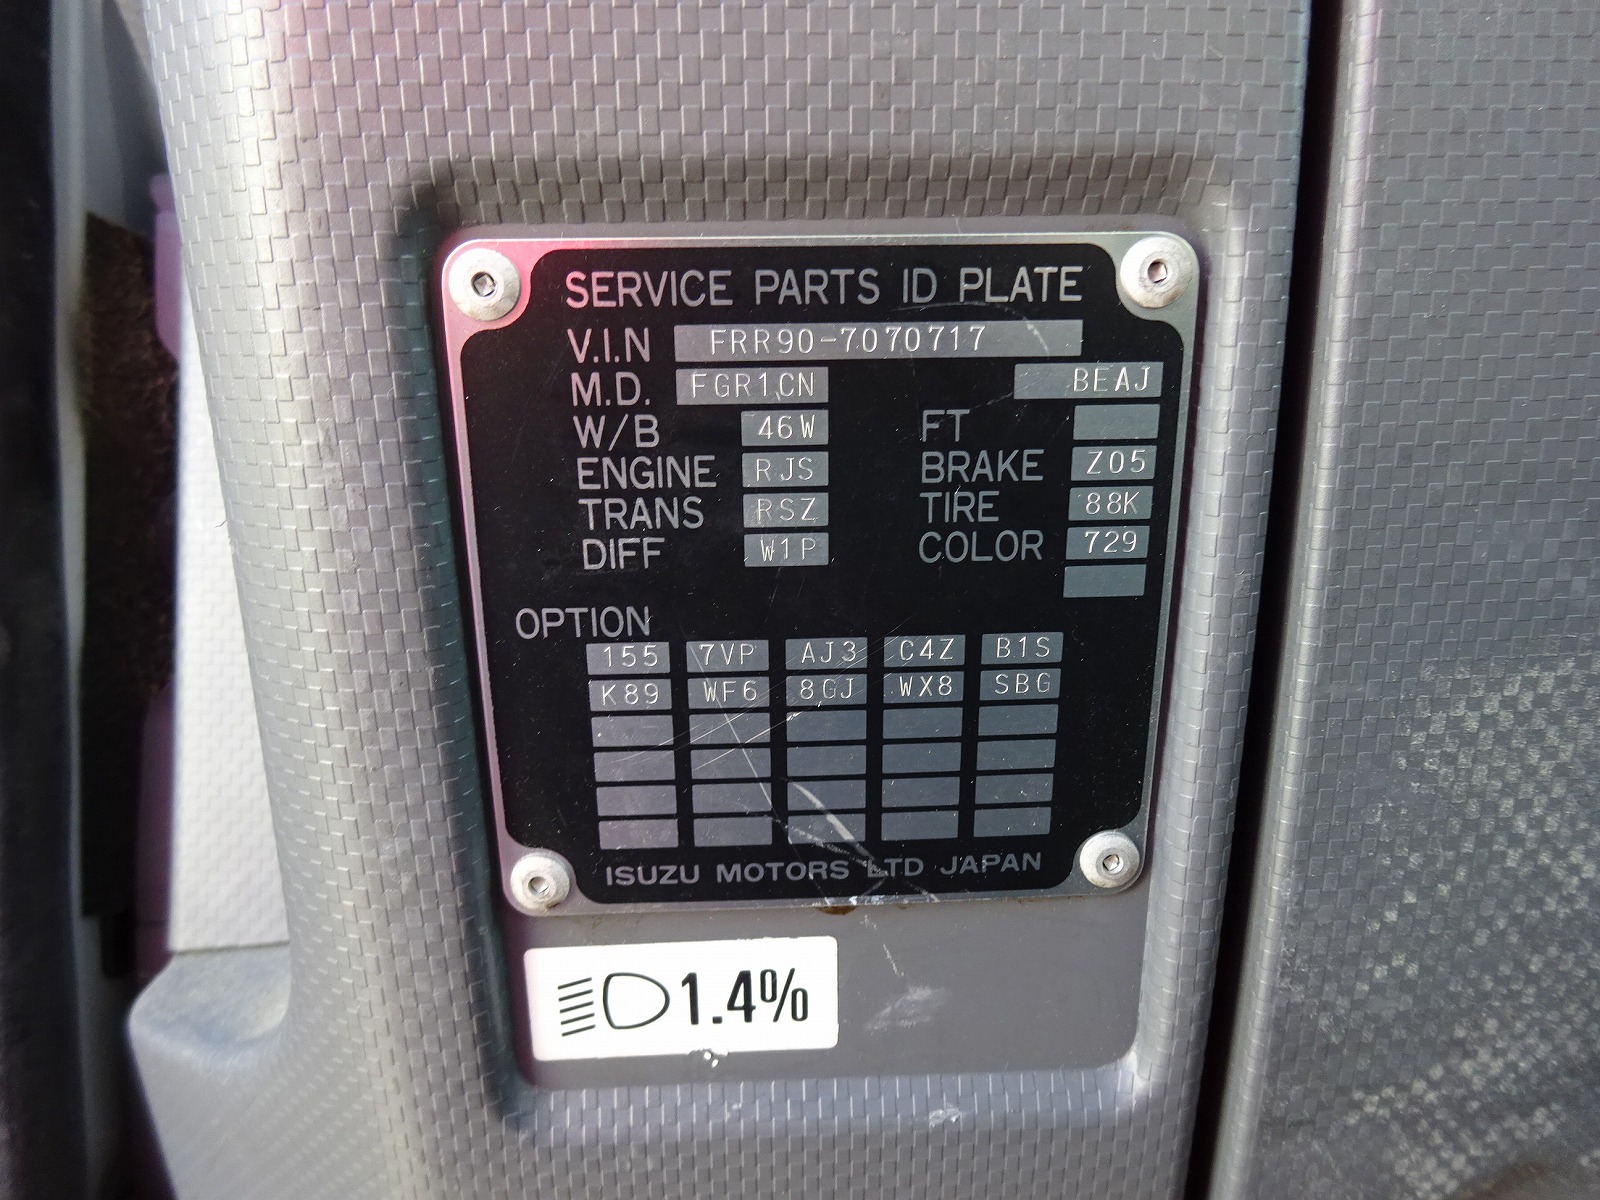 SERVICE PARTS ID PLATE
V.I.N FRR90-7070717
M.D. FGR1CN BEAJ
W/B 46W FT
ENGINE RJS BRAKE Z05
TRANS RSZ TIRE 88K
DIFF W1P COLOR 729
OPTION
155 7VP AJ3 C4Z B1S
K89 WF6 8GJ WX8 SBG
ISUZU MOTORS LTD JAPAN
1.4%